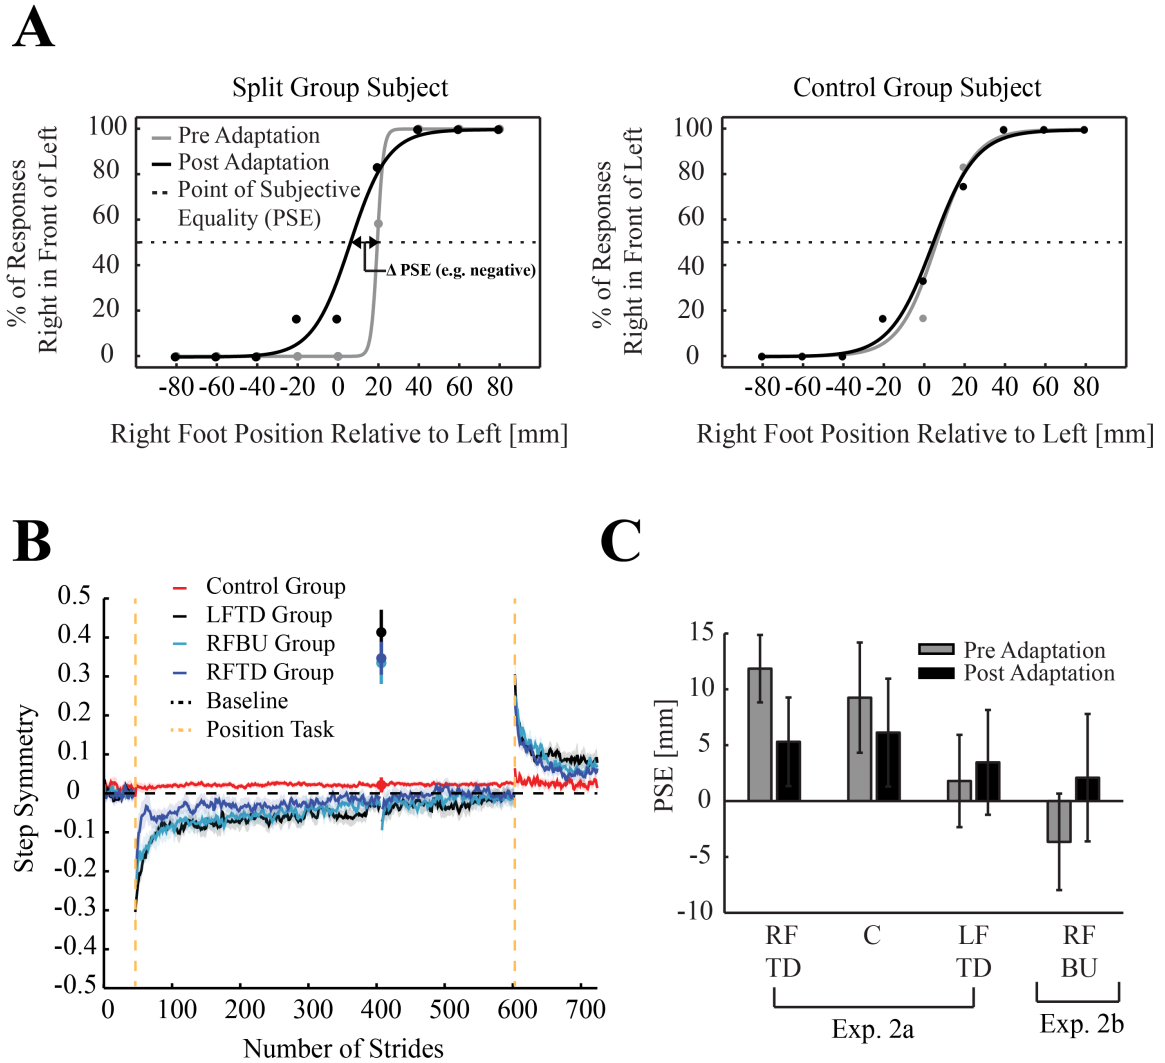 A
Split Group Subject
% of Responses
Right in Front of Left
100
80
60
40
20
0
Pre Adaptation
Post Adaptation
Point of Subjective
Equality (PSE)
Δ PSE (e.g. negative)
-80 -60 -40 -20 0 20 40 60 80
Right Foot Position Relative to Left [mm]
Control Group Subject
% of Responses
Right in Front of Left
100
80
60
40
20
0
-80 -60 -40 -20 0 20 40 60 80
Right Foot Position Relative to Left [mm]
B
Step Symmetry
0.5
0.4
0.3
0.2
0.1
0
-0.1
-0.2
-0.3
-0.4
-0.5
Control Group
LFTD Group
RFBU Group
RFTD Group
Baseline
Position Task
0 100 200 300 400 500 600 700
Number of Strides
C
PSE [mm]
15
10
5
0
-5
-10
Pre Adaptation
Post Adaptation
RF C LF RF
TD TD BU
Exp. 2a Exp. 2b